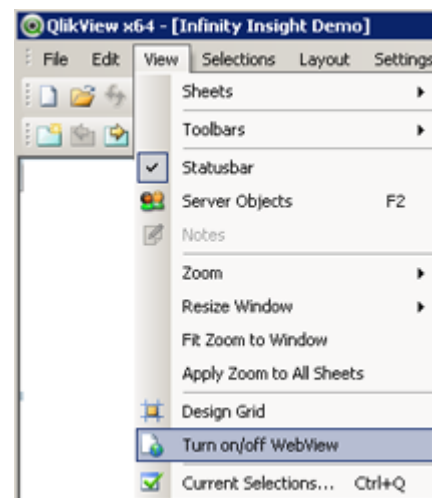 QlikView x64 - [Infinity Insight Demo]
File Edit View Selections Layout Settings
Sheets
Toolbars
Statusbar
Server Objects F2
Notes
Zoom
Resize Window
Fit Zoom to Window
Apply Zoom to All Sheets
Design Grid
Turn on/off WebView
Current Selections... Ctrl+Q